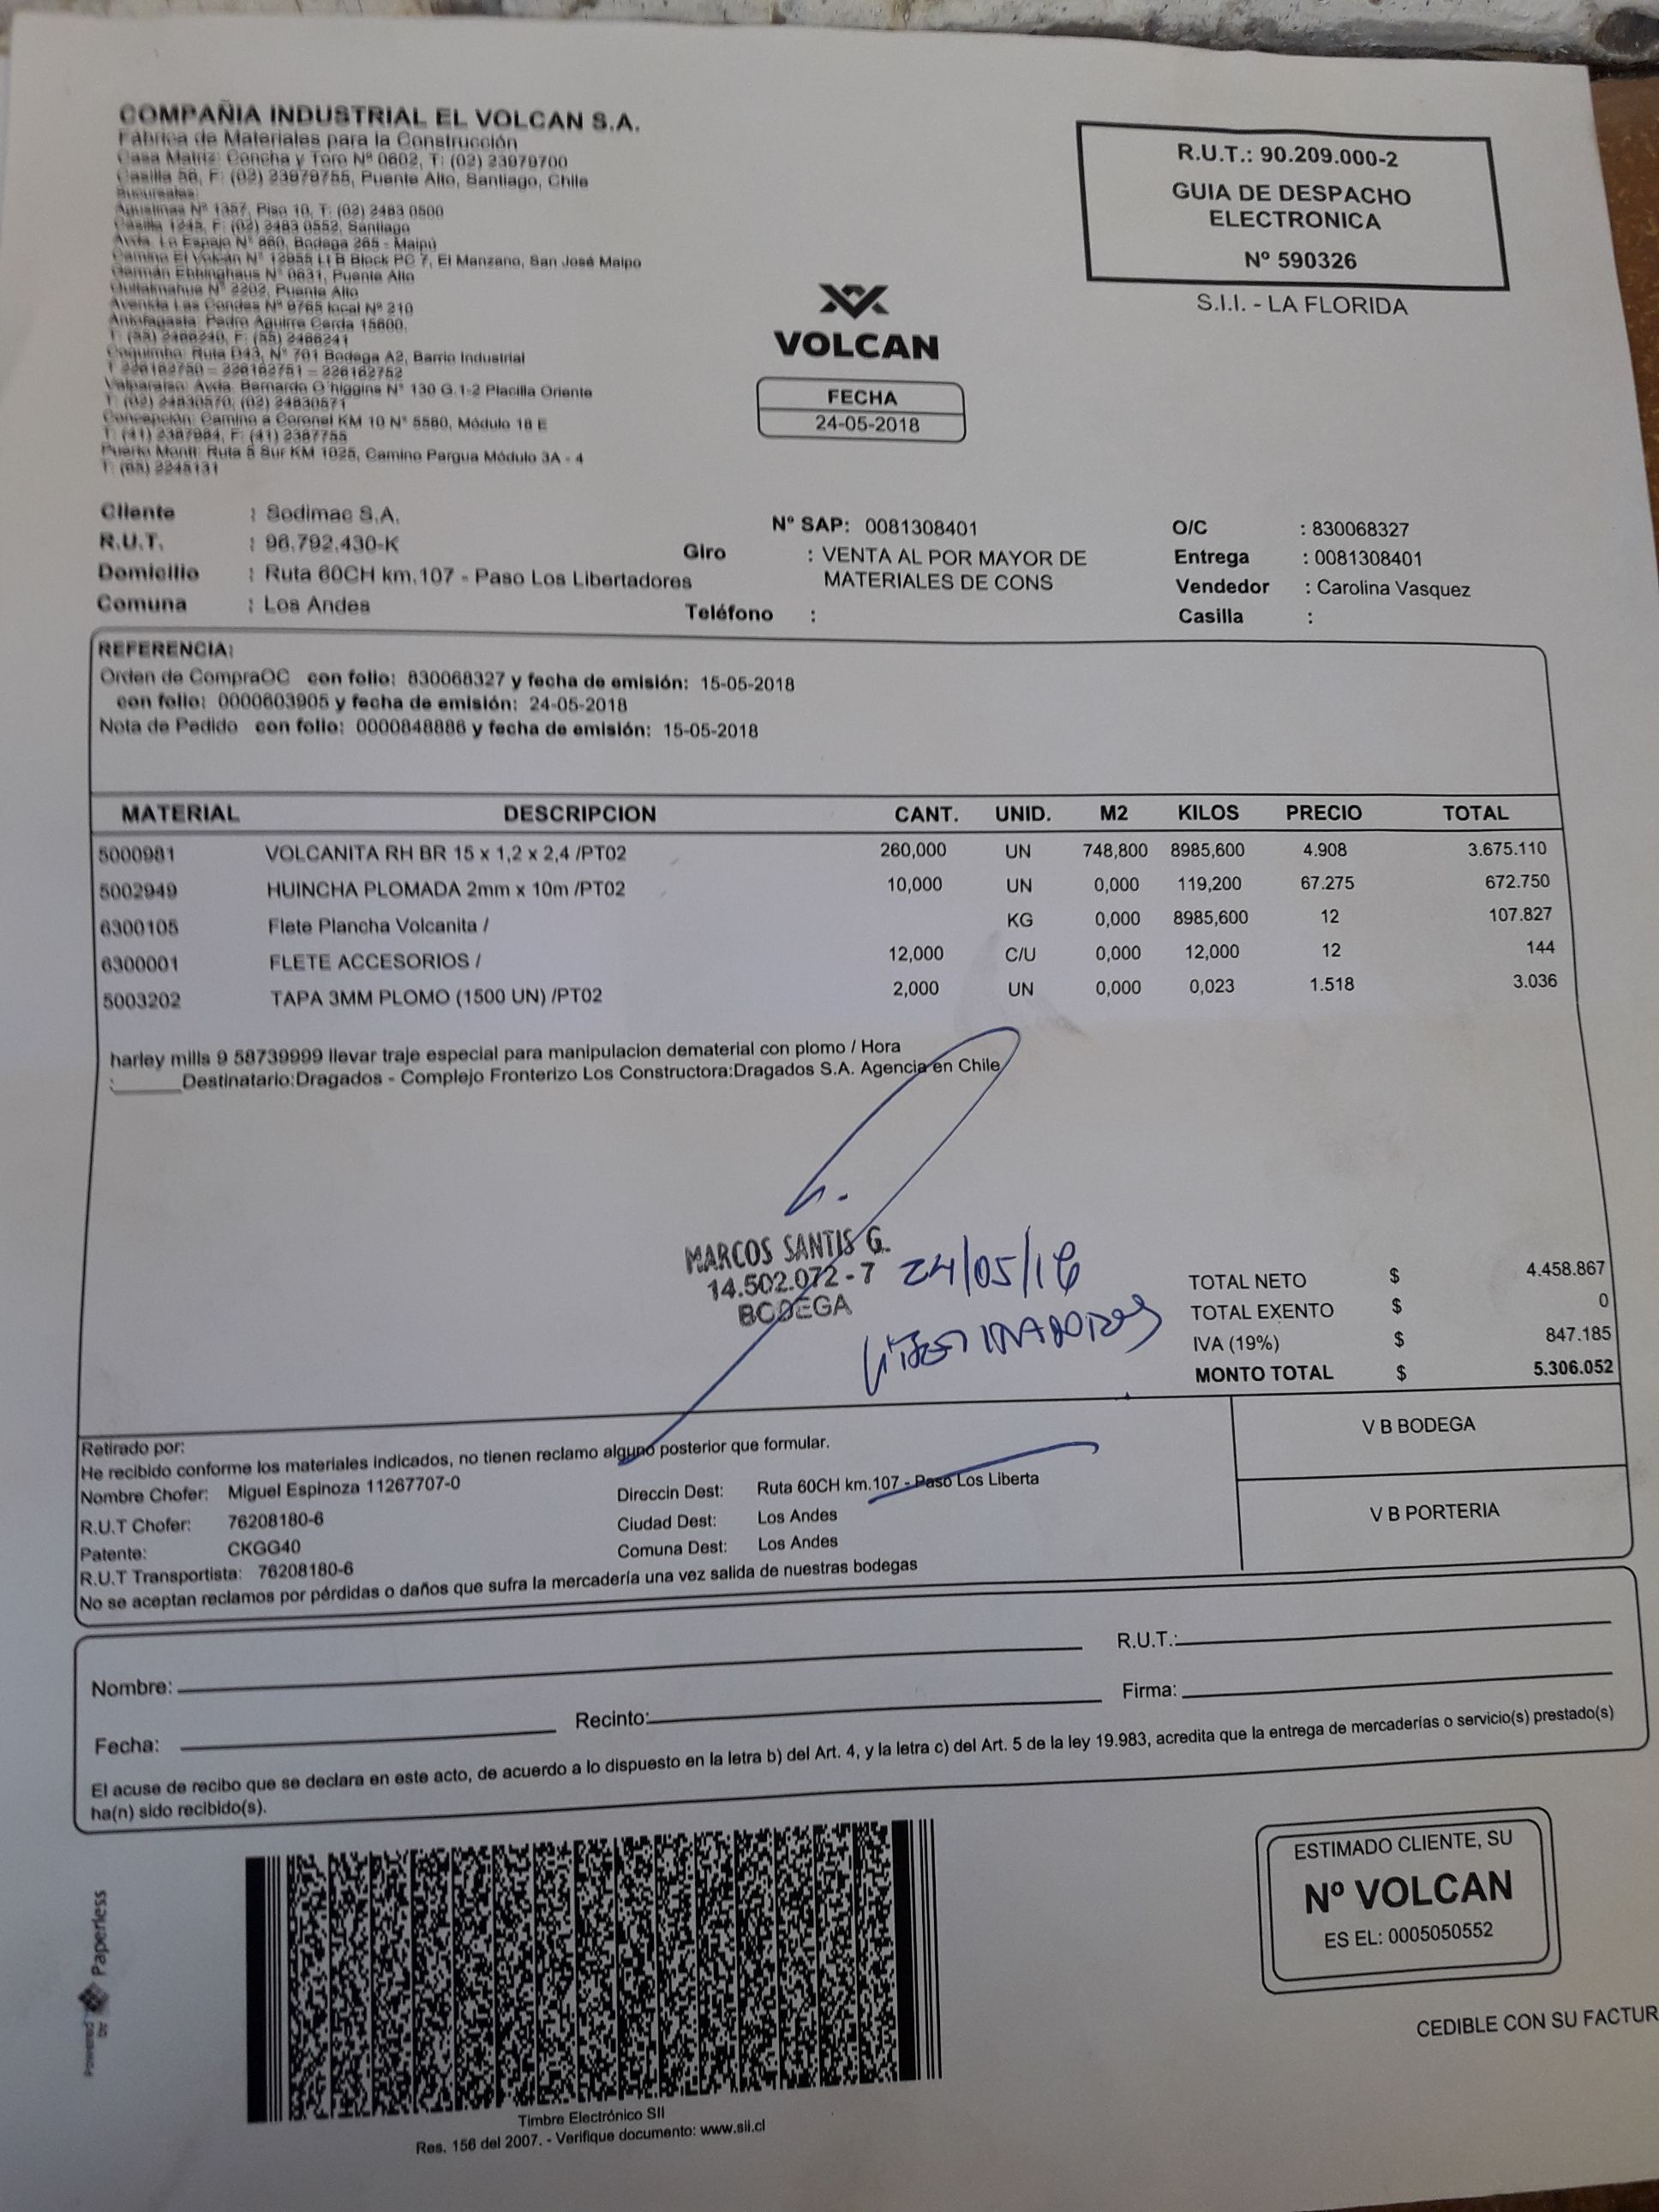 COMPAÑIA INDUSTRIAL EL VOLCAN S.A.
Fábrica de Materiales para la Construcción
Casa Matriz: Concha y Toro Nº 0602, T: (02) 23979700
Casilla 56, F: (02) 23979755, Puente Alto, Santiago, Chile
Sucursales:
Agustinas Nº 1357, Piso 10, T: (02) 2483 0500
Casilla 1245, F: (02) 2483 0552, Santiago
Avda. Lo Espejo N° 860, Bodega 265 - Maipú
Camino El Volcán N° 12955 Lt B Block PC 7, El Manzano, San José Maipo
Germán Ebbinghaus N° 0631, Puente Alto
Quitalmahue N° 2202, Puente Alto
Avenida Las Condes Nº 9765 local Nº 210
Antofagasta: Pedro Aguirre Cerda 15600,
T: (55) 2466240, F: (55) 2466241
Coquimbo: Ruta D43, N° 701 Bodega A2, Barrio Industrial
T 226162750 – 226162751 – 226162752
Valparaiso: Avda. Bernardo O´higgins N° 130 G.1-2 Placilla Oriente
T: (02) 24830570; (02) 24830571
Concepción: Camino a Coronel KM 10 N° 5580, Módulo 16 E
T: (41) 2387984, F: (41) 2387755
Puerto Montt: Ruta 5 Sur KM 1025, Camino Pargua Módulo 3A - 4
T: (65) 2245131
R.U.T.: 90.209.000-2
GUIA DE DESPACHO
ELECTRONICA
Nº 590326
S.I.I. - LA FLORIDA
VOLCAN
FECHA
24-05-2018
Cliente : Sodimac S.A.
R.U.T. : 96.792.430-K
Domicilio : Ruta 60CH km.107 - Paso Los Libertadores
Comuna : Los Andes
Nº SAP: 0081308401
Giro : VENTA AL POR MAYOR DE
MATERIALES DE CONS
Teléfono :
O/C : 830068327
Entrega : 0081308401
Vendedor : Carolina Vasquez
Casilla :
REFERENCIA:
Orden de CompraOC con folio: 830068327 y fecha de emisión: 15-05-2018
con folio: 0000603905 y fecha de emisión: 24-05-2018
Nota de Pedido con folio: 0000848886 y fecha de emisión: 15-05-2018
MATERIAL DESCRIPCION CANT. UNID. M2 KILOS PRECIO TOTAL
5000981 VOLCANITA RH BR 15 x 1,2 x 2,4 /PT02 260,000 UN 748,800 8985,600 4.908 3.675.110
5002949 HUINCHA PLOMADA 2mm x 10m /PT02 10,000 UN 0,000 119,200 67.275 672.750
6300105 Flete Plancha Volcanita / KG 0,000 8985,600 12 107.827
6300001 FLETE ACCESORIOS / 12,000 C/U 0,000 12,000 12 144
5003202 TAPA 3MM PLOMO (1500 UN) /PT02 2,000 UN 0,000 0,023 1.518 3.036
harley mills 9 58739999 llevar traje especial para manipulacion dematerial con plomo / Hora
:______Destinatario:Dragados - Complejo Fronterizo Los Constructora:Dragados S.A. Agencia en Chile
MARCOS SANTIS G.
14.502.072-7
BODEGA
24/05/18
TOTAL NETO $ 4.458.867
TOTAL EXENTO $ 0
IVA (19%) $ 847.185
MONTO TOTAL $ 5.306.052
Retirado por:
He recibido conforme los materiales indicados, no tienen reclamo alguno posterior que formular.
Nombre Chofer: Miguel Espinoza 11267707-0
R.U.T Chofer: 76208180-6
Patente: CKGG40
R.U.T Transportista: 76208180-6
Direccin Dest: Ruta 60CH km.107 - Paso Los Liberta
Ciudad Dest: Los Andes
Comuna Dest: Los Andes
No se aceptan reclamos por pérdidas o daños que sufra la mercadería una vez salida de nuestras bodegas
V B BODEGA
V B PORTERIA
Nombre: R.U.T.:
Fecha: Recinto: Firma:
El acuse de recibo que se declara en este acto, de acuerdo a lo dispuesto en la letra b) del Art. 4, y la letra c) del Art. 5 de la ley 19.983, acredita que la entrega de mercaderías o servicio(s) prestado(s)
ha(n) sido recibido(s).
Powered by Paperless
Timbre Electrónico SII
Res. 156 del 2007. - Verifique documento: www.sii.cl
ESTIMADO CLIENTE, SU
Nº VOLCAN
ES EL: 0005050552
CEDIBLE CON SU FACTUR